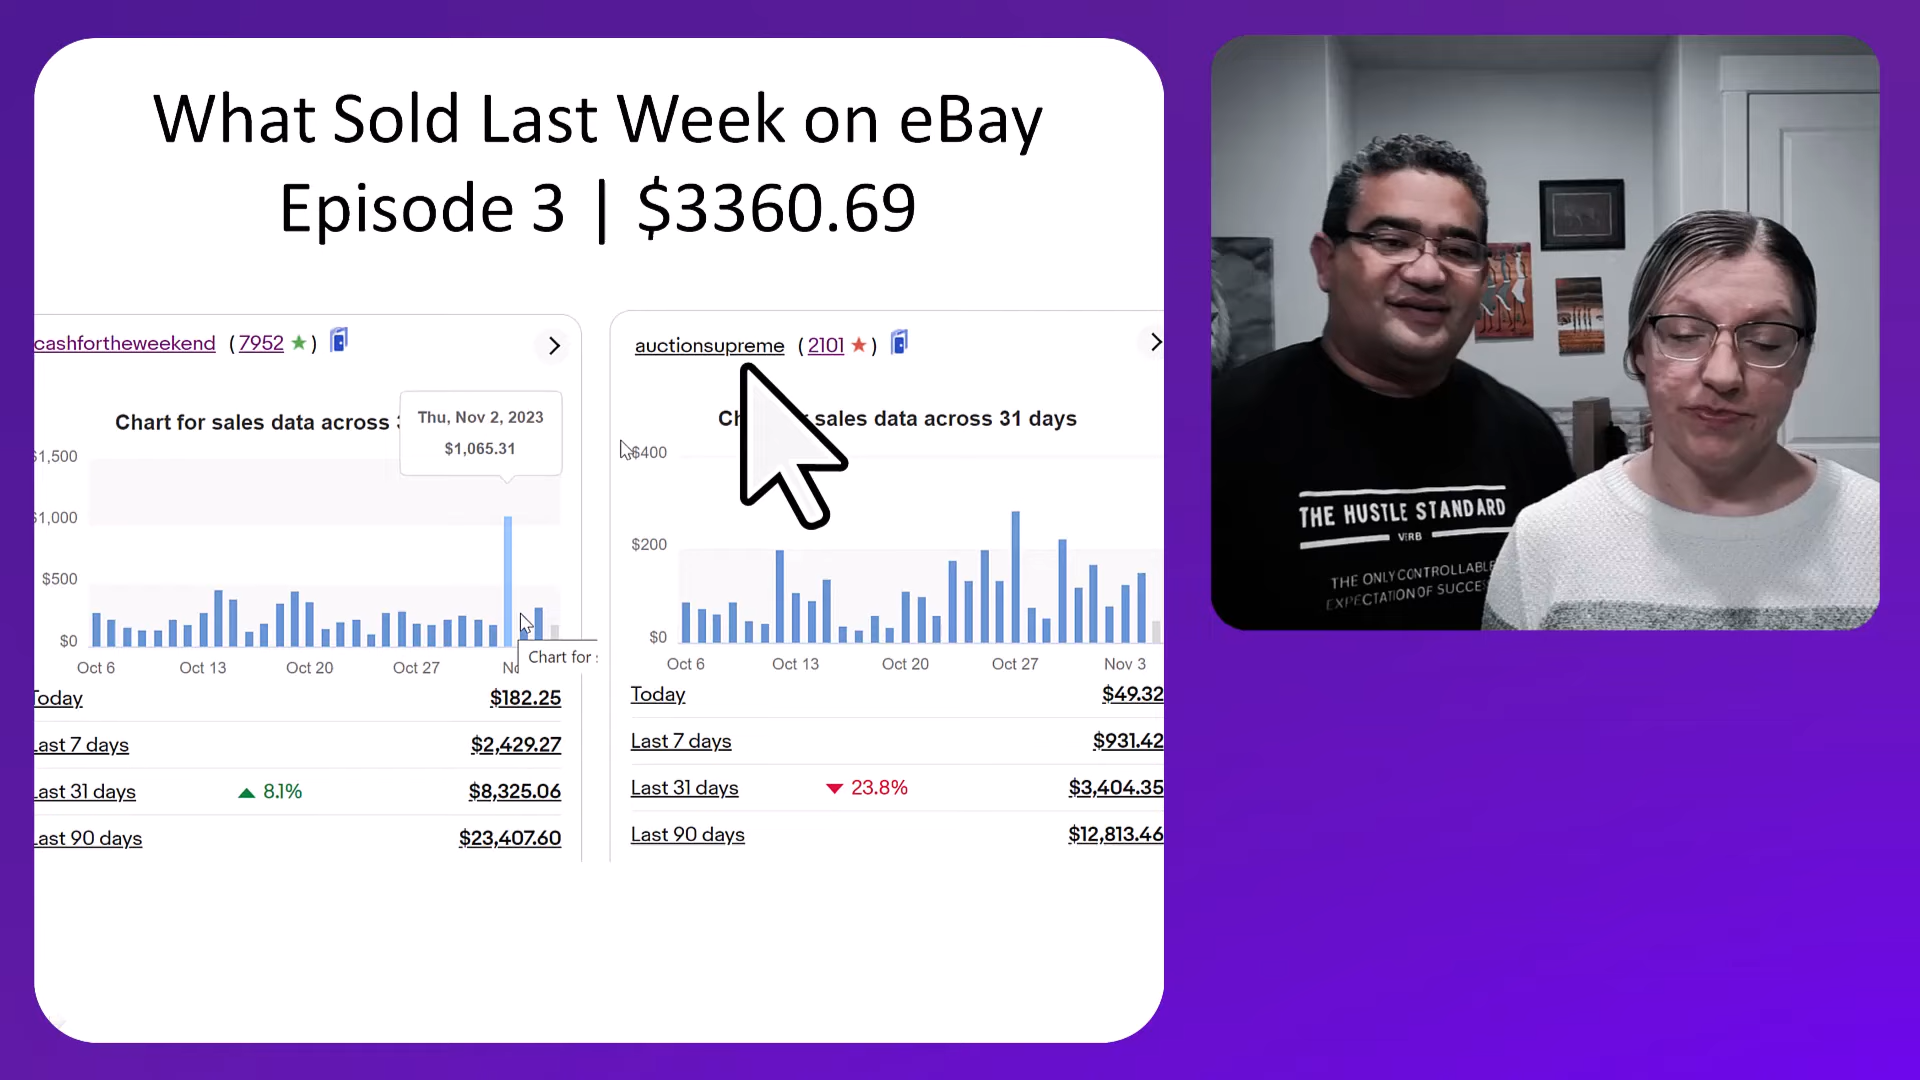 What Sold Last Week on eBay
Episode 3 | $3360.69
cashfortheweekend (7952 ★)
Thu, Nov 2, 2023
$1,065.31
Chart for sales data across
$1,500
$1,000
$500
$0
Oct 6 Oct 13 Oct 20 Oct 27
Chart for
Today $182.25
Last 7 days $2,429.27
Last 31 days 8.1% $8,325.06
Last 90 days $23,407.60
auctionsupreme (2101 ★)
sales data across 31 days
$400
$200
$0
Oct 6 Oct 13 Oct 20 Oct 27 Nov 3
Today $49.32
Last 7 days $931.42
Last 31 days 23.8% $3,404.35
Last 90 days $12,813.46
THE HUSTLE STANDARD
VERB
THE ONLY CONTROLLABLE
EXPECTATION OF SUCCE